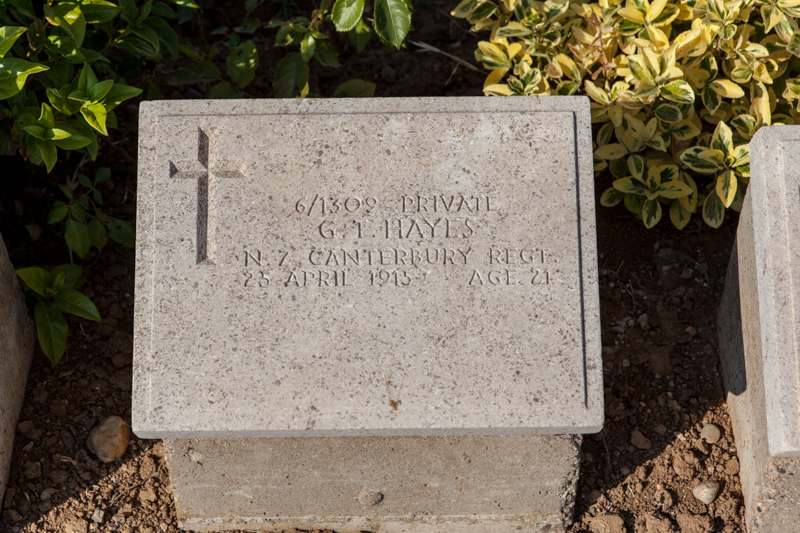 6/1309 PRIVATE
G. T. HAYES
N. Z. CANTERBURY REGT.
25 APRIL 1915 AGE 21